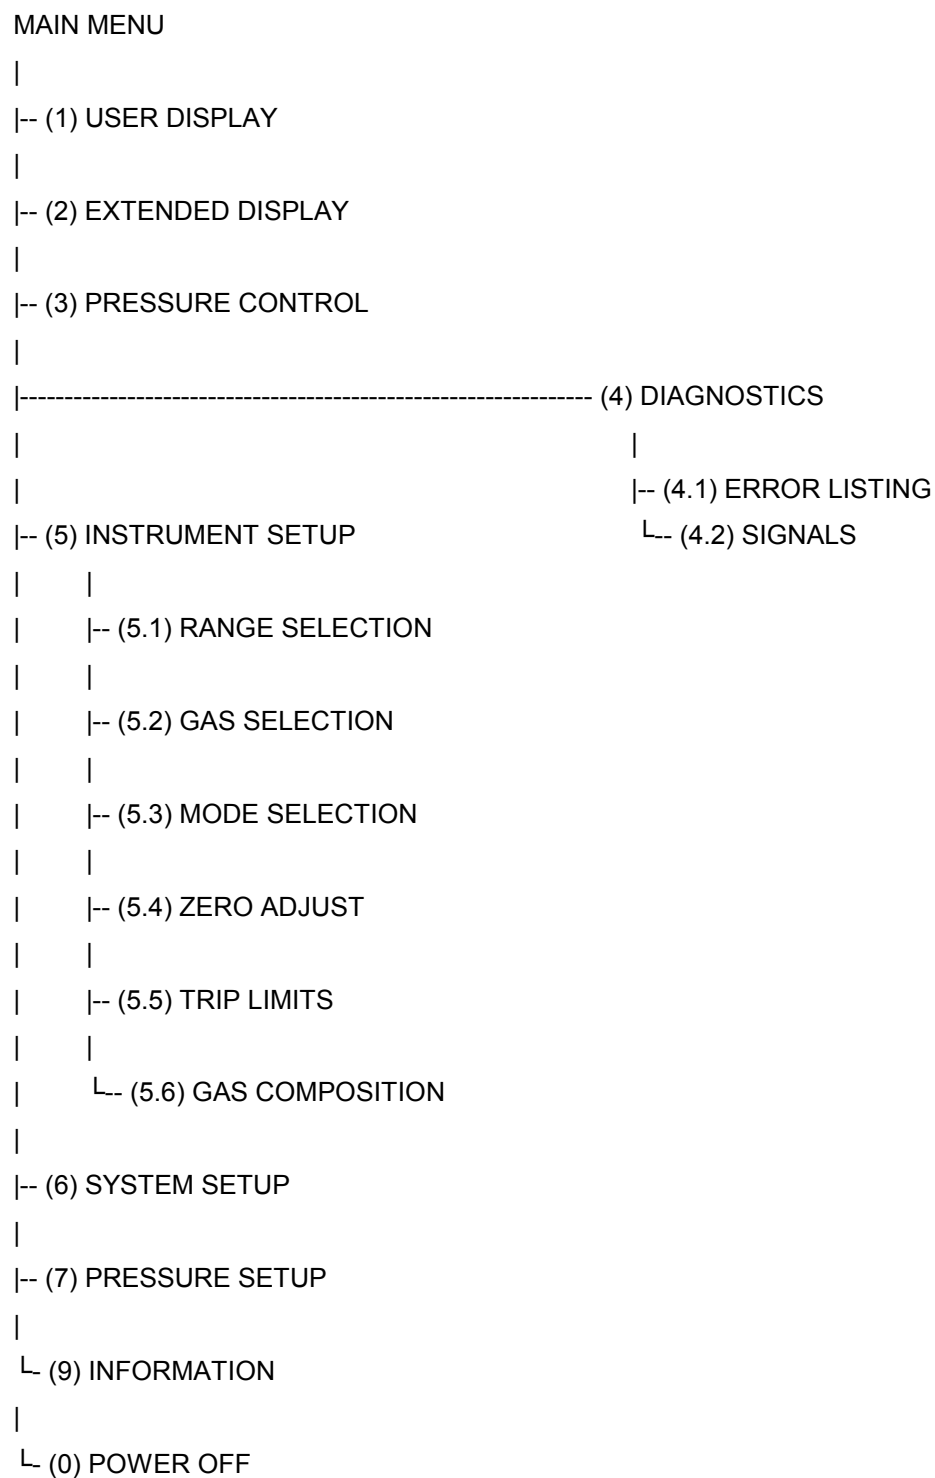 MAIN MENU
|
|-- (1) USER DISPLAY
|
|-- (2) EXTENDED DISPLAY
|
|-- (3) PRESSURE CONTROL
|
|---------------------------------------------------------------- (4) DIAGNOSTICS
| |
| |-- (4.1) ERROR LISTING
|-- (5) INSTRUMENT SETUP └-- (4.2) SIGNALS
| |
| |-- (5.1) RANGE SELECTION
| |
| |-- (5.2) GAS SELECTION
| |
| |-- (5.3) MODE SELECTION
| |
| |-- (5.4) ZERO ADJUST
| |
| |-- (5.5) TRIP LIMITS
| |
| └-- (5.6) GAS COMPOSITION
|
|-- (6) SYSTEM SETUP
|
|-- (7) PRESSURE SETUP
|
└- (9) INFORMATION
|
└- (0) POWER OFF